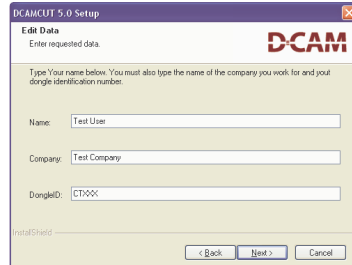 DCAMCUT 5.0 Setup
Edit Data
Enter requested data.
D-CAM
Type Your name below. You must also type the name of the company you work for and yout
dongle identification number.
Name: Test User
Company: Test Company
DongleID: CTXXX
InstallShield
< Back Next > Cancel